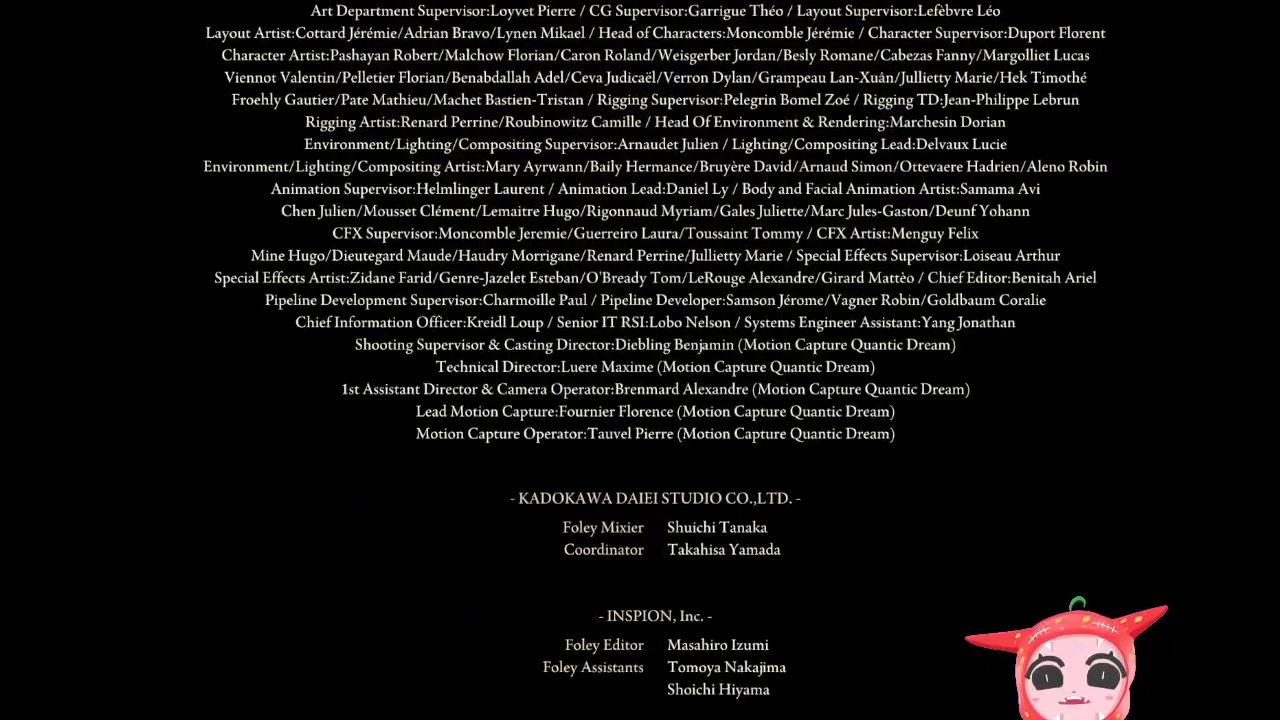 Art Department Supervisor:Loyvet Pierre / CG Supervisor:Garrigue Théo / Layout Supervisor:Lefèbvre Léo
Layout Artist:Cottard Jérémie/Adrian Bravo/Lynen Mikael / Head of Characters:Moncomble Jérémie / Character Supervisor:Duport Florent
Character Artist:Pashayan Robert/Malchow Florian/Caron Roland/Weisgerber Jordan/Besly Romane/Cabezas Fanny/Margolliet Lucas
Viennot Valentin/Pelletier Florian/Benabdallah Adel/Ceva Judicaël/Verron Dylan/Grampeau Lan-Xuân/Jullietty Marie/Hek Timothé
Froehly Gautier/Pate Mathieu/Machet Bastien-Tristan / Rigging Supervisor:Pelegrin Bomel Zoé / Rigging TD:Jean-Philippe Lebrun
Rigging Artist:Renard Perrine/Roubinowitz Camille / Head Of Environment & Rendering:Marchesin Dorian
Environment/Lighting/Compositing Supervisor:Arnaudet Julien / Lighting/Compositing Lead:Delvaux Lucie
Environment/Lighting/Compositing Artist:Mary Ayrwann/Baily Hermance/Bruyère David/Arnaud Simon/Ottevaere Hadrien/Aleno Robin
Animation Supervisor:Helmlinger Laurent / Animation Lead:Daniel Ly / Body and Facial Animation Artist:Samama Avi
Chen Julien/Mousset Clément/Lemaitre Hugo/Rigonnaud Myriam/Gales Juliette/Marc Jules-Gaston/Deunf Yohann
CFX Supervisor:Moncomble Jeremie/Guerreiro Laura/Toussaint Tommy / CFX Artist:Menguy Felix
Mine Hugo/Dieutegard Maude/Haudry Morrigane/Renard Perrine/Jullietty Marie / Special Effects Supervisor:Loiseau Arthur
Special Effects Artist:Zidane Farid/Genre-Jazelet Esteban/O'Bready Tom/LeRouge Alexandre/Girard Mattèo / Chief Editor:Benitah Ariel
Pipeline Development Supervisor:Charmoille Paul / Pipeline Developer:Samson Jérome/Vagner Robin/Goldbaum Coralie
Chief Information Officer:Kreidl Loup / Senior IT RSI:Lobo Nelson / Systems Engineer Assistant:Yang Jonathan
Shooting Supervisor & Casting Director:Diebling Benjamin (Motion Capture Quantic Dream)
Technical Director:Luere Maxime (Motion Capture Quantic Dream)
1st Assistant Director & Camera Operator:Brenmard Alexandre (Motion Capture Quantic Dream)
Lead Motion Capture:Fournier Florence (Motion Capture Quantic Dream)
Motion Capture Operator:Tauvel Pierre (Motion Capture Quantic Dream)
- KADOKAWA DAIEI STUDIO CO.,LTD. -
Foley Mixier Shuichi Tanaka
Coordinator Takahisa Yamada
- INSPION, Inc. -
Foley Editor Masahiro Izumi
Foley Assistants Tomoya Nakajima
Shoichi Hiyama